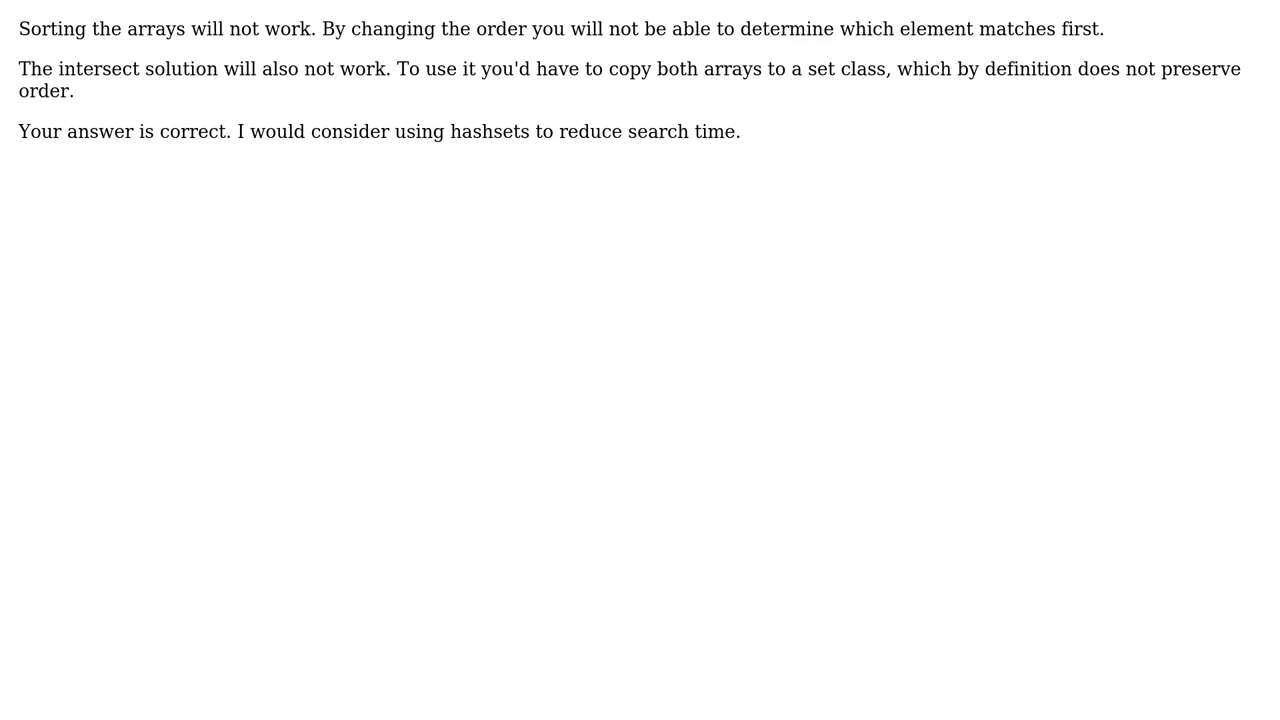 Sorting the arrays will not work. By changing the order you will not be able to determine which element matches first.
The intersect solution will also not work. To use it you'd have to copy both arrays to a set class, which by definition does not preserve
order.
Your answer is correct. I would consider using hashsets to reduce search time.